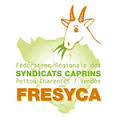 Fédération Régionale des
SYNDICATS CAPRINS
Poitou Charentes / Vendée
FRESYCA